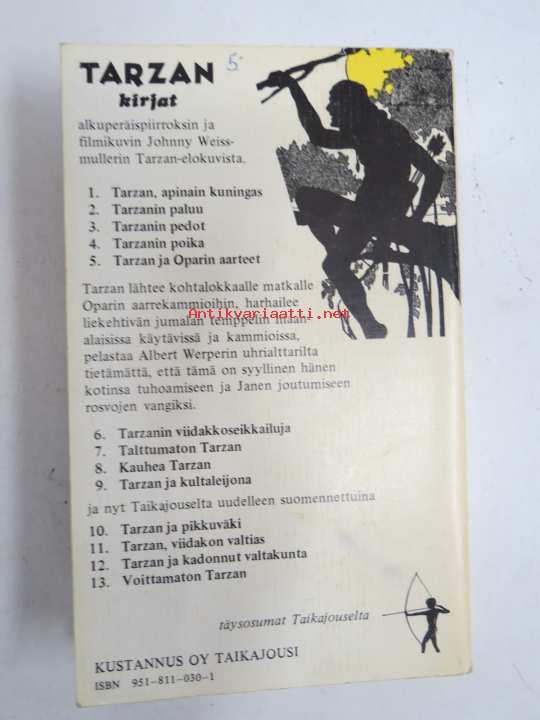 TARZAN 5
kirjat
alkuperäispiirroksin ja
filmikuvin Johnny Weiss-
mullerin Tarzan-elokuvista.
1. Tarzan, apinain kuningas
2. Tarzanin paluu
3. Tarzanin pedot
4. Tarzanin poika
5. Tarzan ja Oparin aarteet
Tarzan lähtee kohtalokkaalle matkalle
Oparin aarrekammioihin, harhailee
liekehtivän jumalan temppelin maan-
alaisissa käytävissä ja kammioissa,
pelastaa Albert Werperin uhrialttarilta
tietämättä, että tämä on syyllinen hänen
kotinsa tuhoamiseen ja Janen joutumiseen
rosvojen vangiksi.
6. Tarzanin viidakkoseikkailuja
7. Talttumaton Tarzan
8. Kauhea Tarzan
9. Tarzan ja kultaleijona
ja nyt Taikajouselta uudelleen suomennettuina
10. Tarzan ja pikkuväki
11. Tarzan, viidakon valtias
12. Tarzan ja kadonnut valtakunta
13. Voittamaton Tarzan
täysosumat Taikajouselta
KUSTANNUS OY TAIKAJOUSI
ISBN 951-811-030-1
Antikvariaatti.net